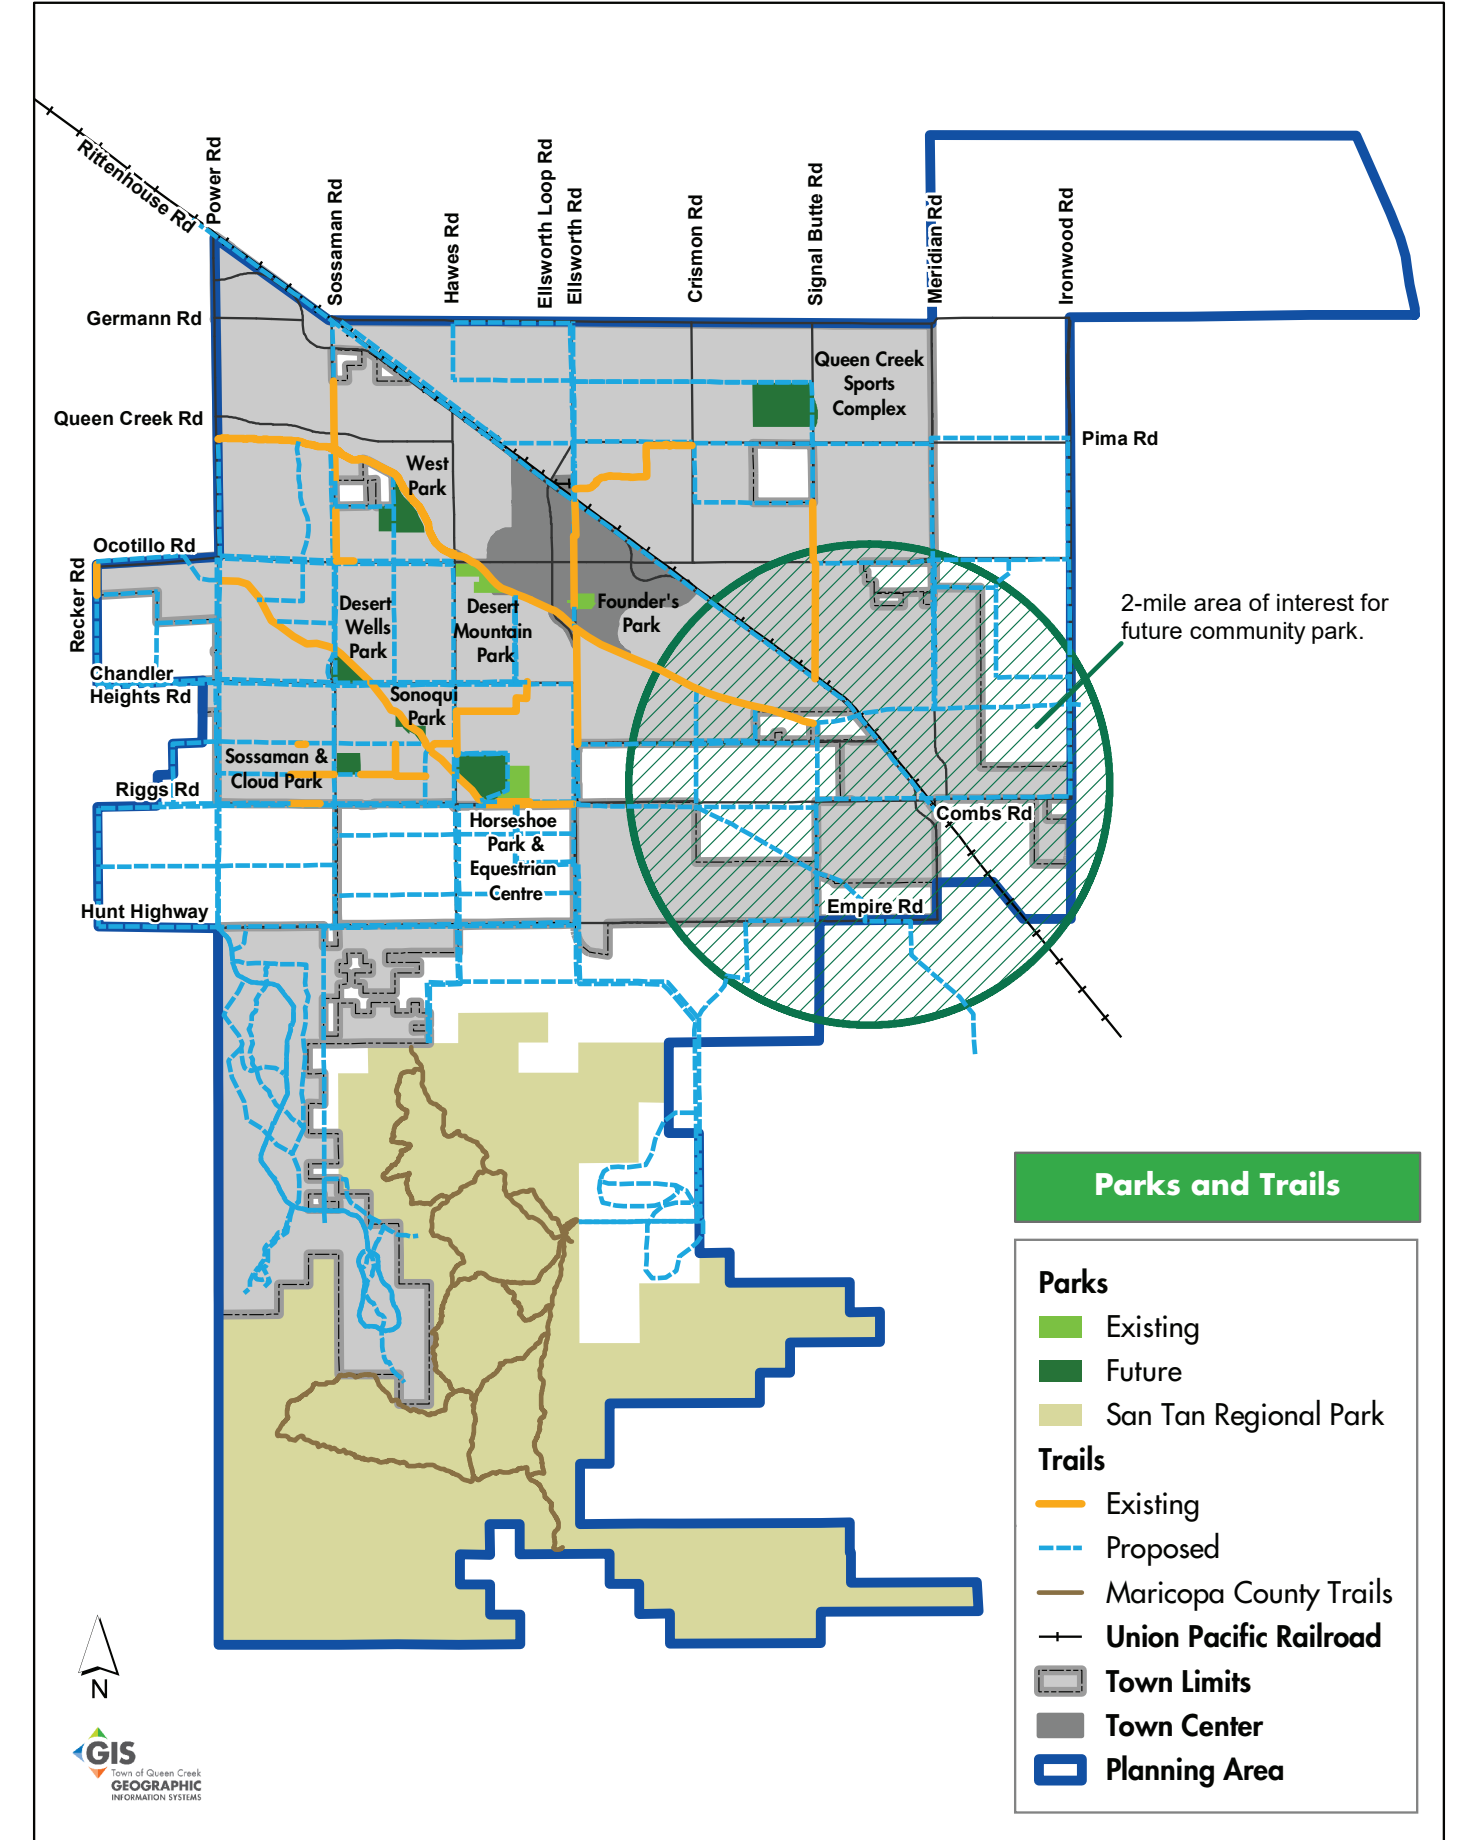 Rittenhouse Rd
Power Rd
Sossaman Rd
Hawes Rd
Ellsworth Loop Rd
Ellsworth Rd
Crismon Rd
Signal Butte Rd
Meridian Rd
Ironwood Rd
Germann Rd
Queen Creek
Sports
Complex
Queen Creek Rd
Pima Rd
West
Park
Ocotillo Rd
Recker Rd
Desert
Wells
Park
Desert
Mountain
Park
Founder's
Park
2-mile area of interest for
future community park.
Chandler
Heights Rd
Sonoqui
Park
Sossaman &
Cloud Park
Riggs Rd
Combs Rd
Horseshoe
Park &
Equestrian
Centre
Hunt Highway
Empire Rd
Parks and Trails
Parks
Existing
Future
San Tan Regional Park
Trails
Existing
Proposed
Maricopa County Trails
Union Pacific Railroad
Town Limits
Town Center
Planning Area
N
GIS
Town of Queen Creek
GEOGRAPHIC
INFORMATION SYSTEMS